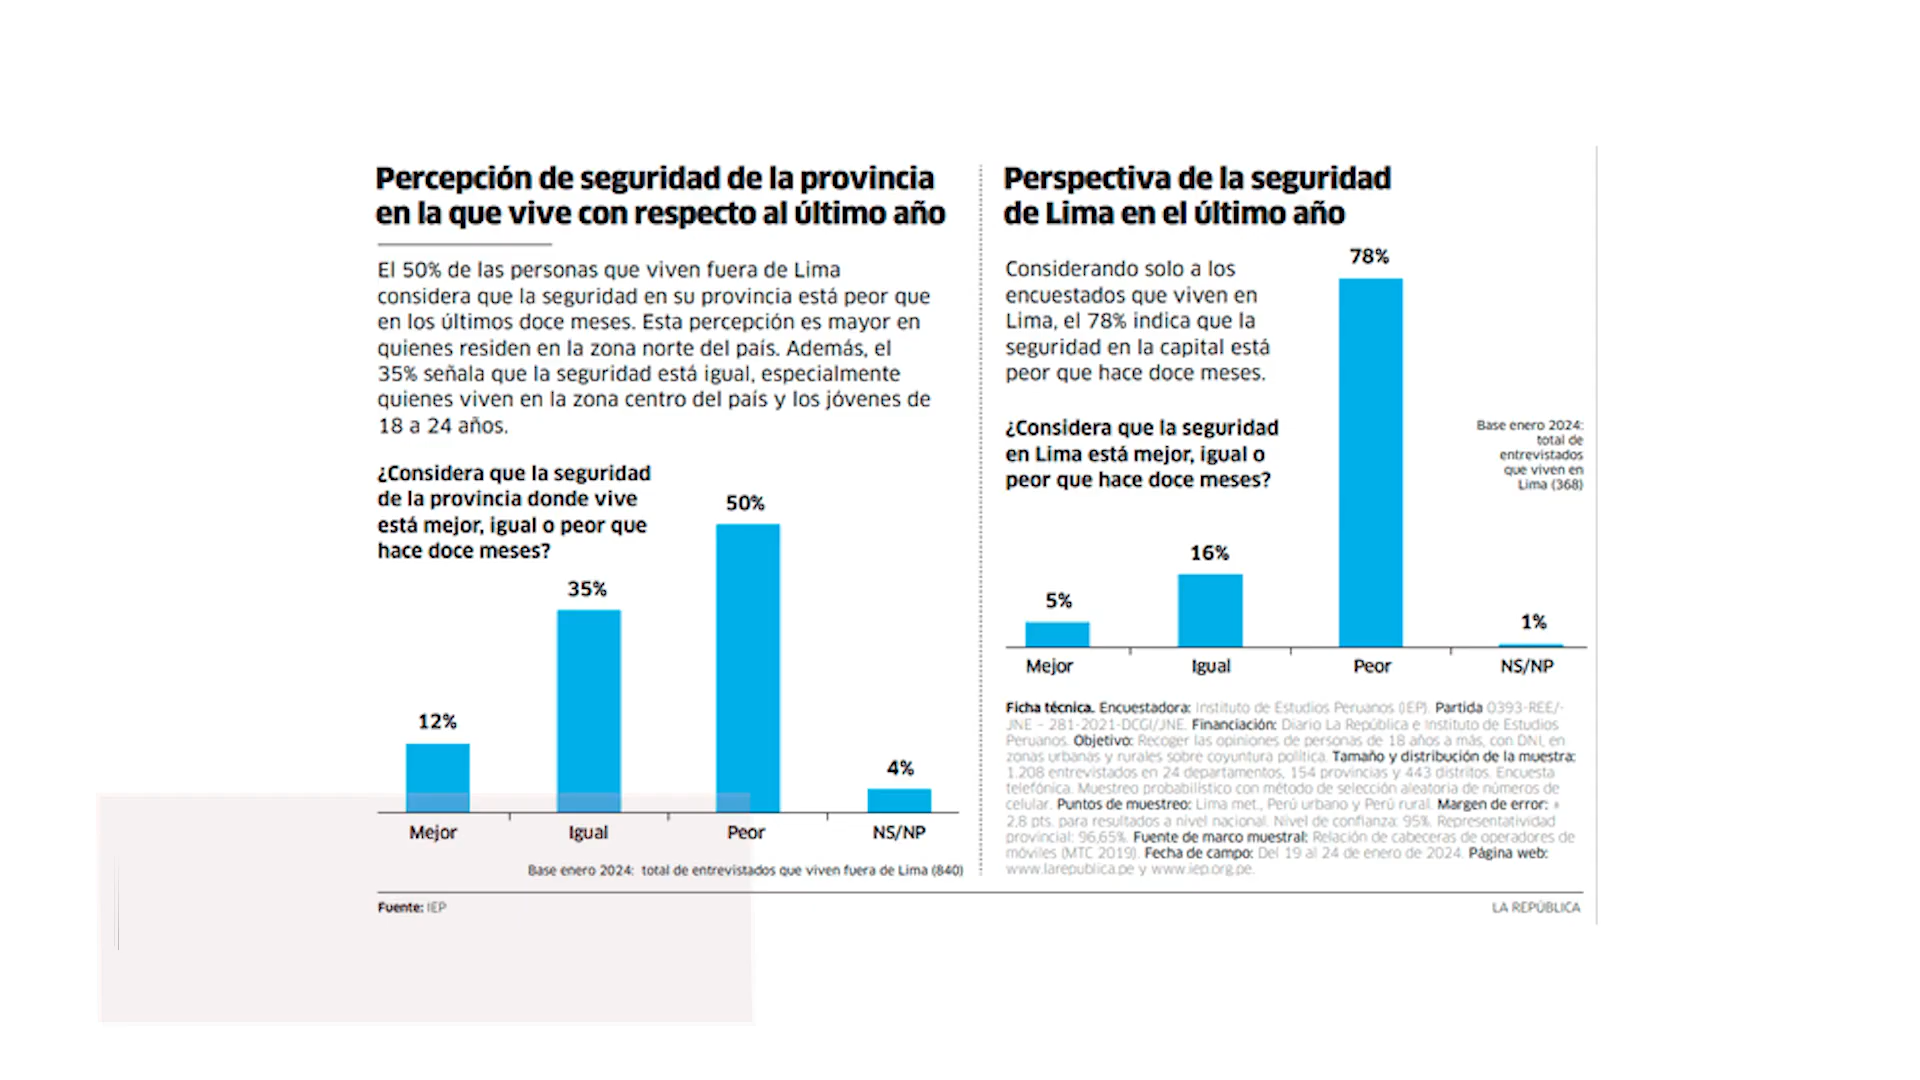 Percepción de seguridad de la provincia
en la que vive con respecto al último año
El 50% de las personas que viven fuera de Lima
considera que la seguridad en su provincia está peor que
en los últimos doce meses. Esta percepción es mayor en
quienes residen en la zona norte del país. Además, el
35% señala que la seguridad está igual, especialmente
quienes viven en la zona centro del país y los jóvenes de
18 a 24 años.
¿Considera que la seguridad
de la provincia donde vive
está mejor, igual o peor que
hace doce meses?
12%
35%
50%
4%
Mejor
Igual
Peor
NS/NP
Base enero 2024: total de entrevistados que viven fuera de Lima (840)
Perspectiva de la seguridad
de Lima en el último año
Considerando solo a los
encuestados que viven en
Lima, el 78% indica que la
seguridad en la capital está
peor que hace doce meses.
¿Considera que la seguridad
en Lima está mejor, igual o
peor que hace doce meses?
5%
16%
78%
1%
Mejor
Igual
Peor
NS/NP
Base enero 2024:
total de
entrevistados
que viven en
Lima (368)
Ficha técnica. Encuestadora: Instituto de Estudios Peruanos (IEP). Partida 0393-REE/-
JNE – 281-2021-DCGI/JNE. Financiación: Diario La República e Instituto de Estudios
Peruanos. Objetivo: Recoger las opiniones de personas de 18 años a más, con DNI, en
zonas urbanas y rurales sobre coyuntura política. Tamaño y distribución de la muestra:
1.208 entrevistados en 24 departamentos, 154 provincias y 443 distritos. Encuesta
telefónica. Muestreo probabilístico con método de selección aleatoria de números de
celular. Puntos de muestreo: Lima met., Perú urbano y Perú rural. Margen de error:
2,8 pts. para resultados a nivel nacional. Nivel de confianza: 95%. Representatividad
provincial: 96,65%. Fuente de marco muestral: Relación de cabeceras de operadores de
móviles (MTC 2019). Fecha de campo: Del 19 al 24 de enero de 2024. Página web:
www.larepublica.pe y www.iep.org.pe.
Fuente: IEP
LA REPÚBLICA